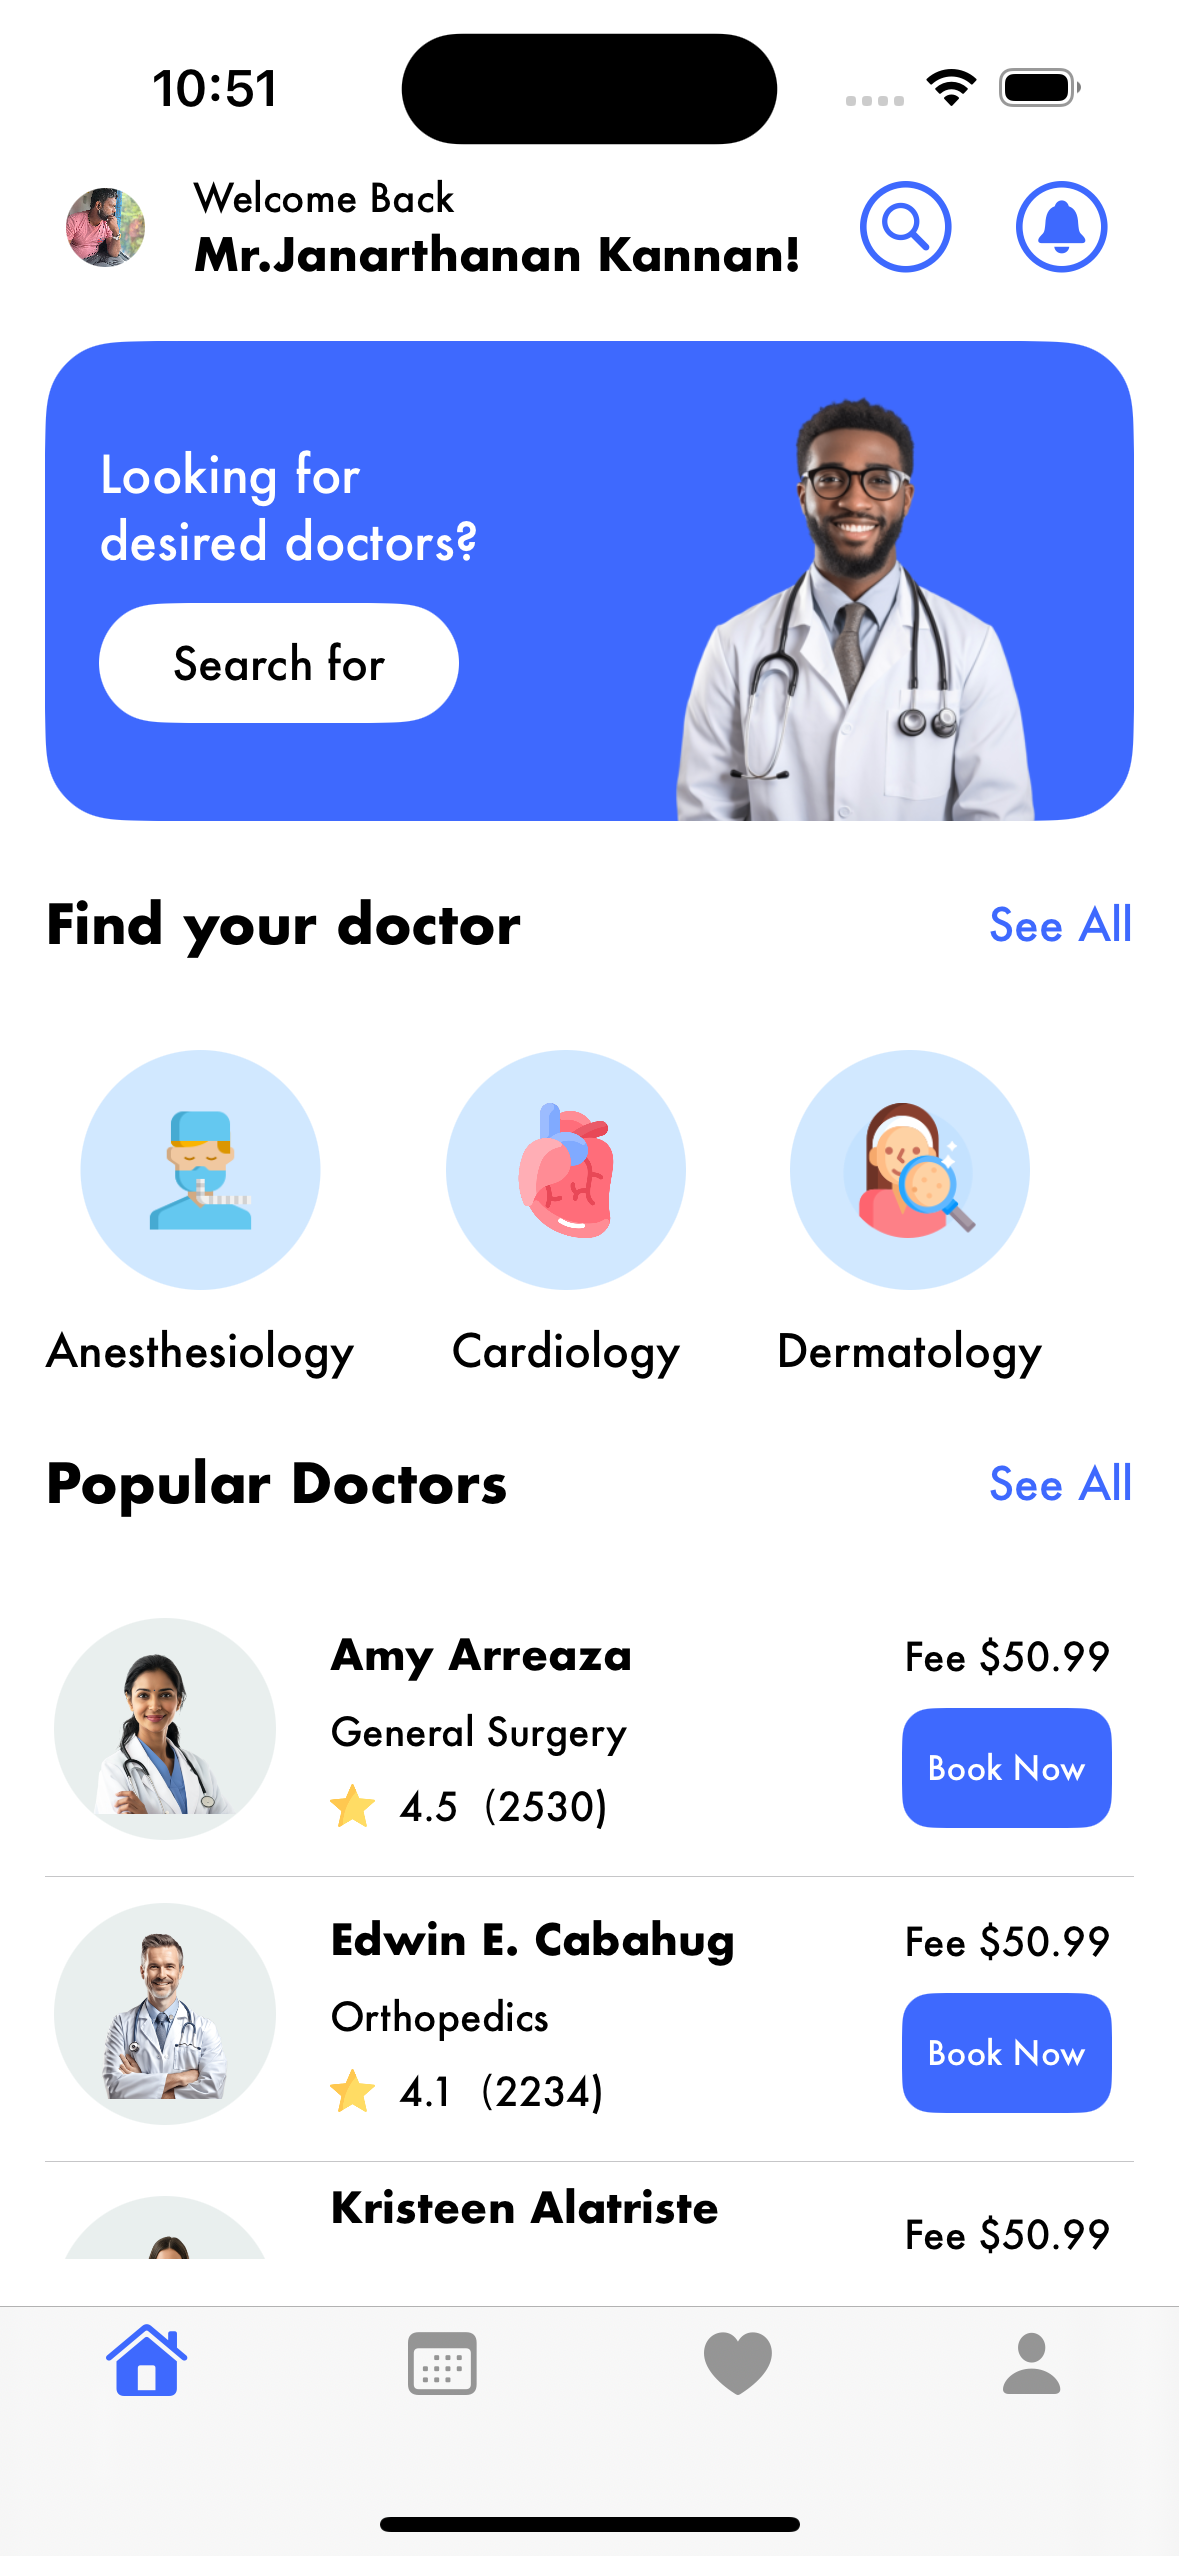 10:51
Welcome Back
Mr.Janarthanan Kannan!
Looking for
desired doctors?
Search for
Find your doctor
See All
Anesthesiology
Cardiology
Dermatology
Popular Doctors
See All
Amy Arreaza
Fee $50.99
General Surgery
Book Now
4.5 (2530)
Edwin E. Cabahug
Fee $50.99
Orthopedics
Book Now
4.1 (2234)
Kristeen Alatriste
Fee $50.99